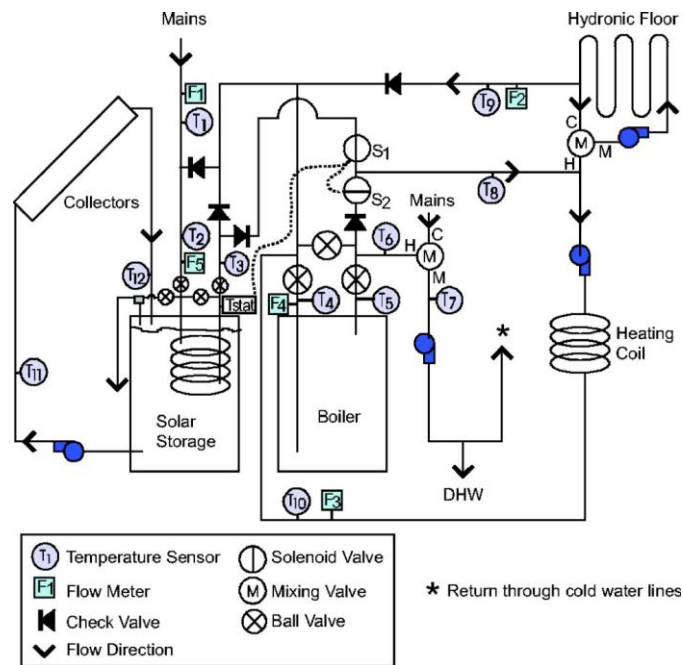 Mains
Hydronic Floor
F1
T1
T9
F2
C
M
M
H
S1
S2
T8
Collectors
T2
F5
T3
T12
Mains
T6
H
C
M
M
Tstat
F4
T4
T5
T7
*
T11
Heating
Coil
Solar
Storage
Boiler
DHW
T10
F3
T1 Temperature Sensor
Solenoid Valve
F1 Flow Meter
M Mixing Valve
* Return through cold water lines
Check Valve
Ball Valve
Flow Direction